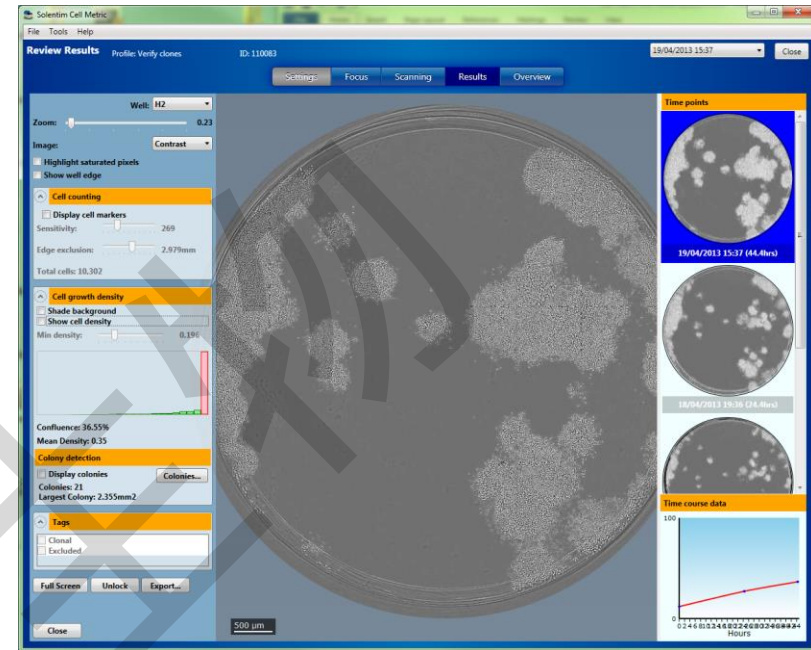 Solentim Cell Metric
File Tools Help
Review Results Profile: Verify clones ID: 110083 19/04/2013 15:37 Close
Settings Focus Scanning Results Overview
Well: H2
Zoom: 0.23
Image: Contrast
Highlight saturated pixels
Show well edge
Cell counting
Display cell markers
Sensitivity: 269
Edge exclusion: 2.979mm
Total cells: 10,302
Cell growth density
Shade background
Show cell density
Min density: 0.196
Confluence: 36.55%
Mean Density: 0.35
Colony detection
Display colonies Colonies...
Colonies: 21
Largest Colony: 2.355mm2
Tags
Clonal
Excluded
Full Screen Unlock Export...
Close
500 µm
Time points
19/04/2013 15:37 (44.4hrs)
18/04/2013 19:36 (24.4hrs)
Time course data
100
0
Hours